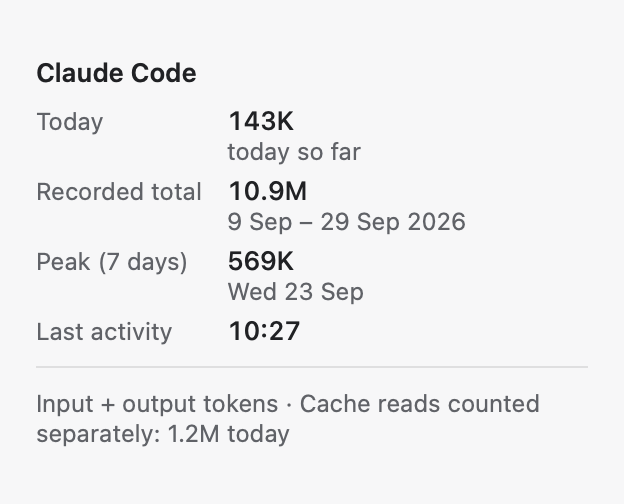 Claude Code
Today 143K
today so far
Recorded total 10.9M
9 Sep – 29 Sep 2026
Peak (7 days) 569K
Wed 23 Sep
Last activity 10:27
Input + output tokens · Cache reads counted
separately: 1.2M today